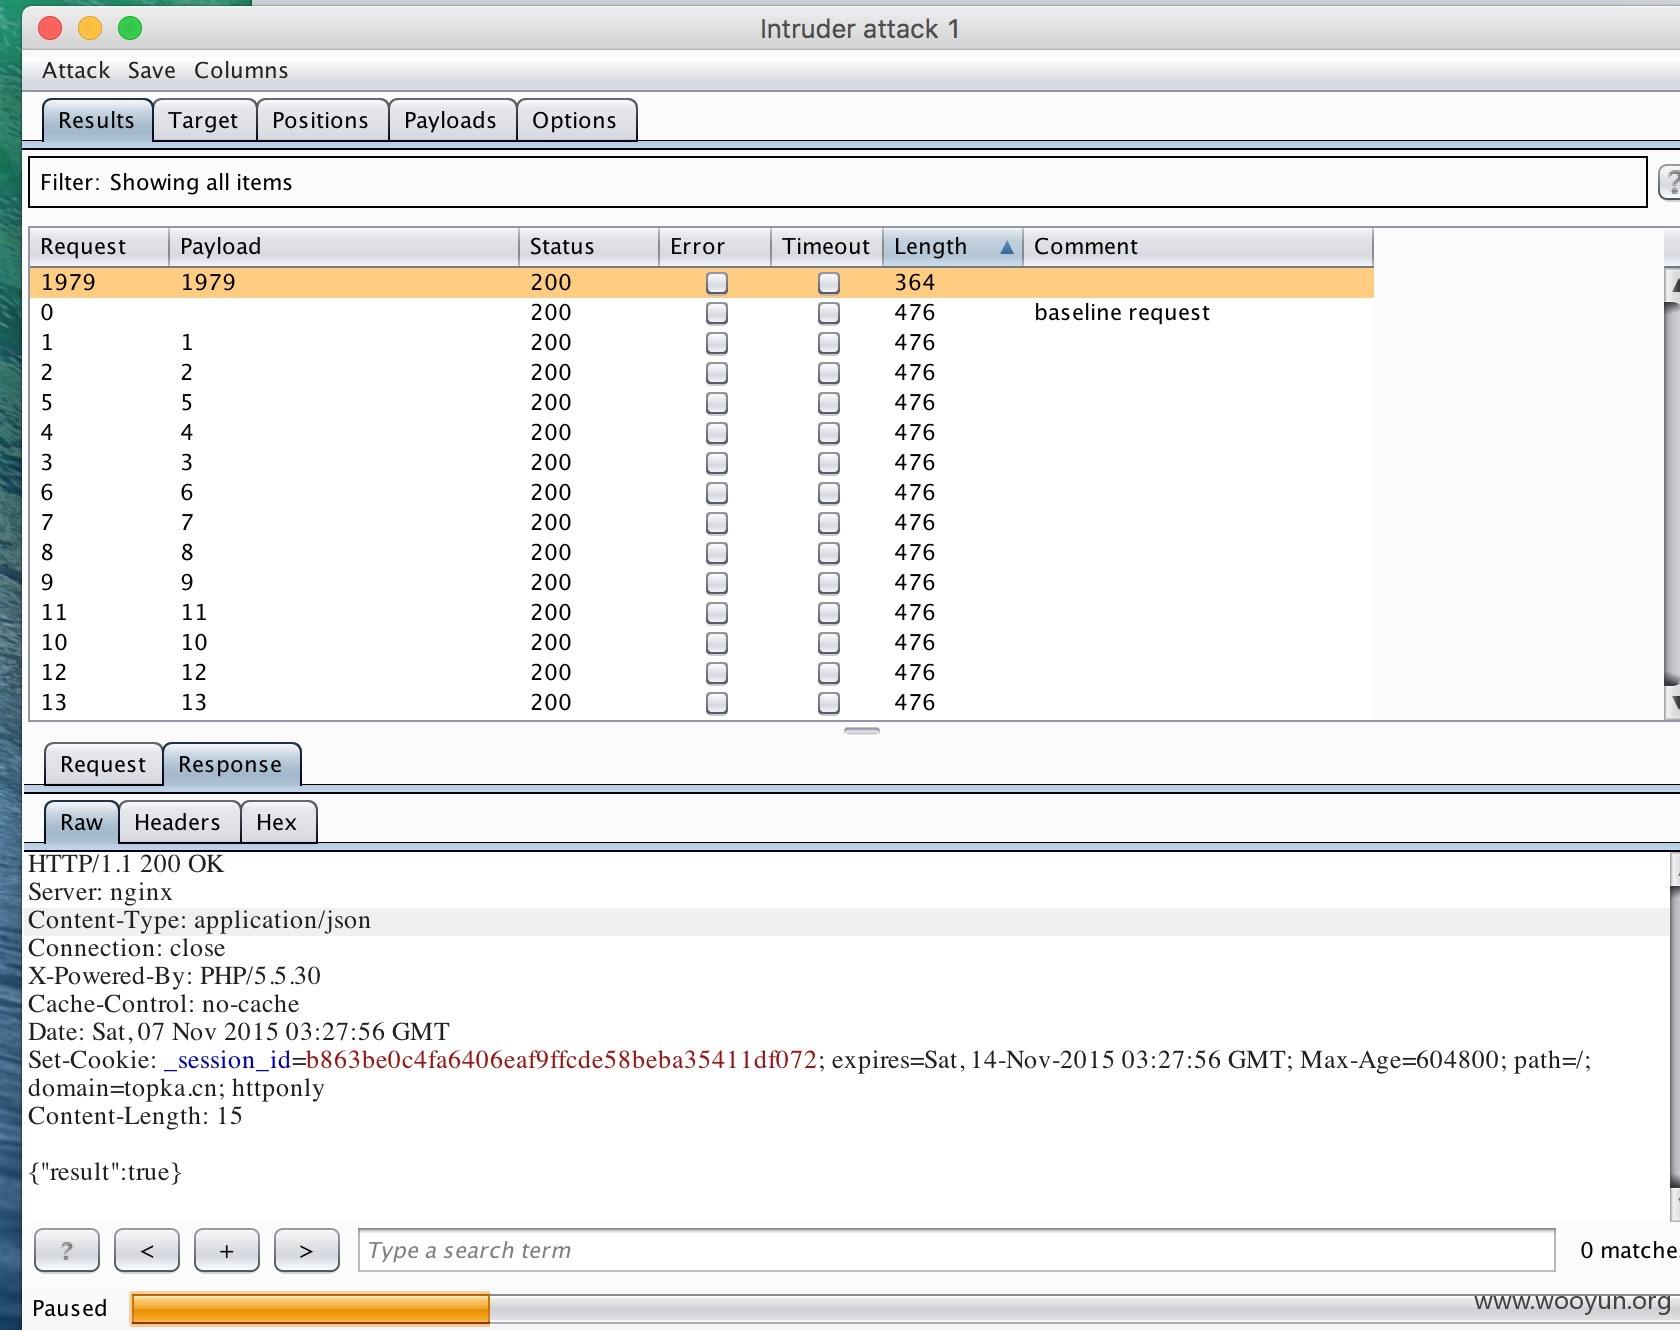 Intruder attack 1
Attack Save Columns
Results Target Positions Payloads Options
Filter: Showing all items
?
Request Payload Status Error Timeout Length Comment
1979 1979 200 364
0 200 476 baseline request
1 1 200 476
2 2 200 476
5 5 200 476
4 4 200 476
3 3 200 476
6 6 200 476
7 7 200 476
8 8 200 476
9 9 200 476
11 11 200 476
10 10 200 476
12 12 200 476
13 13 200 476
Request Response
Raw Headers Hex
HTTP/1.1 200 OK
Server: nginx
Content-Type: application/json
Connection: close
X-Powered-By: PHP/5.5.30
Cache-Control: no-cache
Date: Sat, 07 Nov 2015 03:27:56 GMT
Set-Cookie: _session_id=b863be0c4fa6406eaf9ffcde58beba35411df072; expires=Sat, 14-Nov-2015 03:27:56 GMT; Max-Age=604800; path=/;
domain=topka.cn; httponly
Content-Length: 15
{"result":true}
? < + > Type a search term 0 matche
Paused
www.wooyun.org